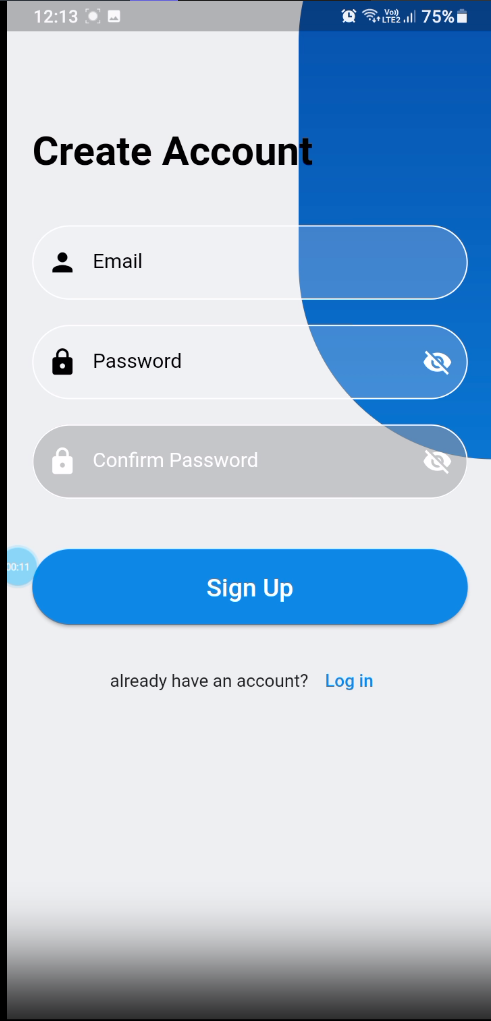 12:13 Vo)) LTE2 75%
Create Account
Email
Password
Confirm Password
00:11
Sign Up
already have an account? Log in